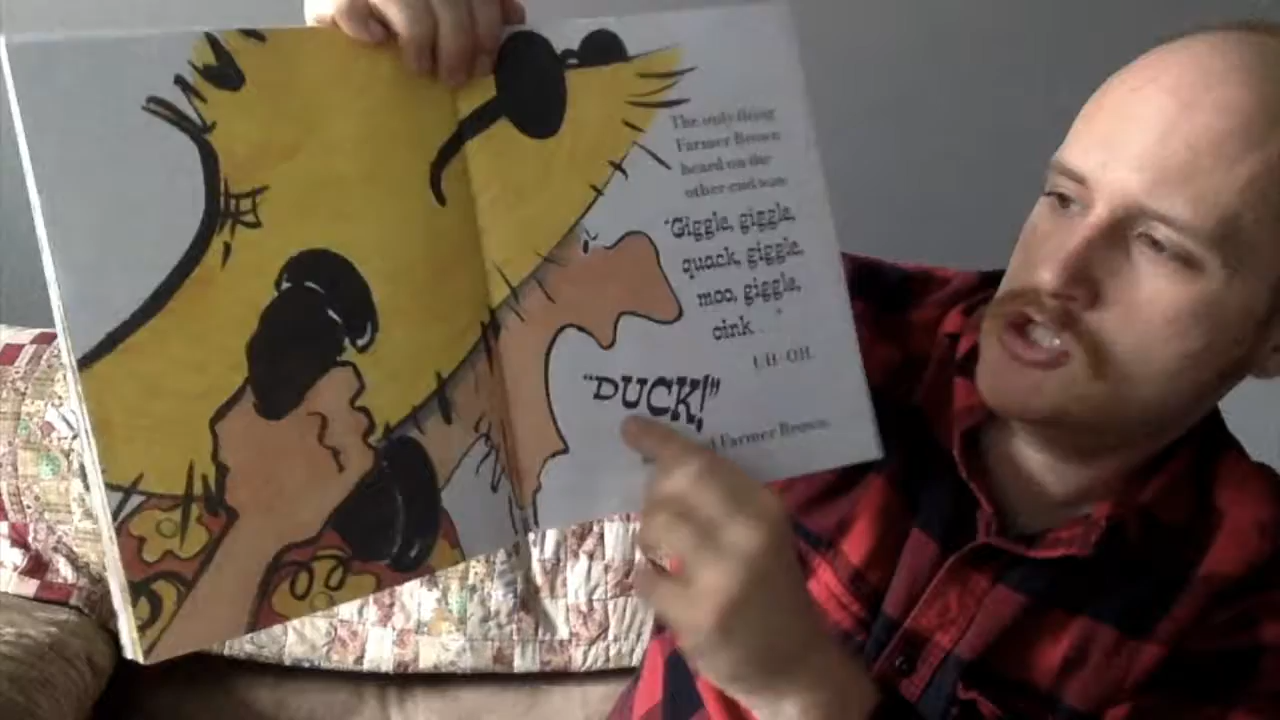 The only thing
Farmer Brown
heard on the
other end was
"Giggle, giggle,
quack, giggle,
moo, giggle,
oink..."
UH-OH.
"DUCK!"
Farmer Brown.